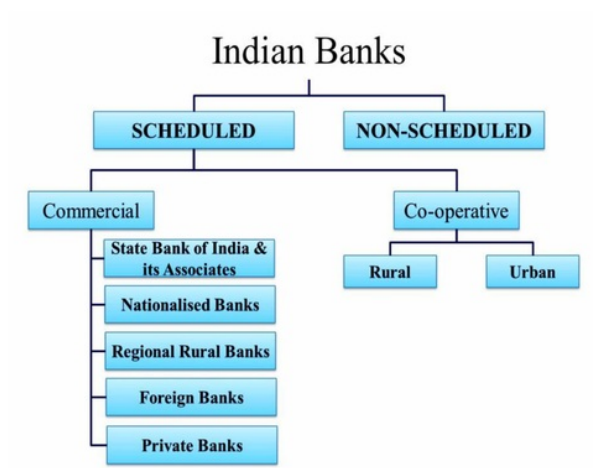 Indian Banks
SCHEDULED
NON-SCHEDULED
Commercial
Co-operative
State Bank of India &
its Associates
Nationalised Banks
Regional Rural Banks
Foreign Banks
Private Banks
Rural
Urban